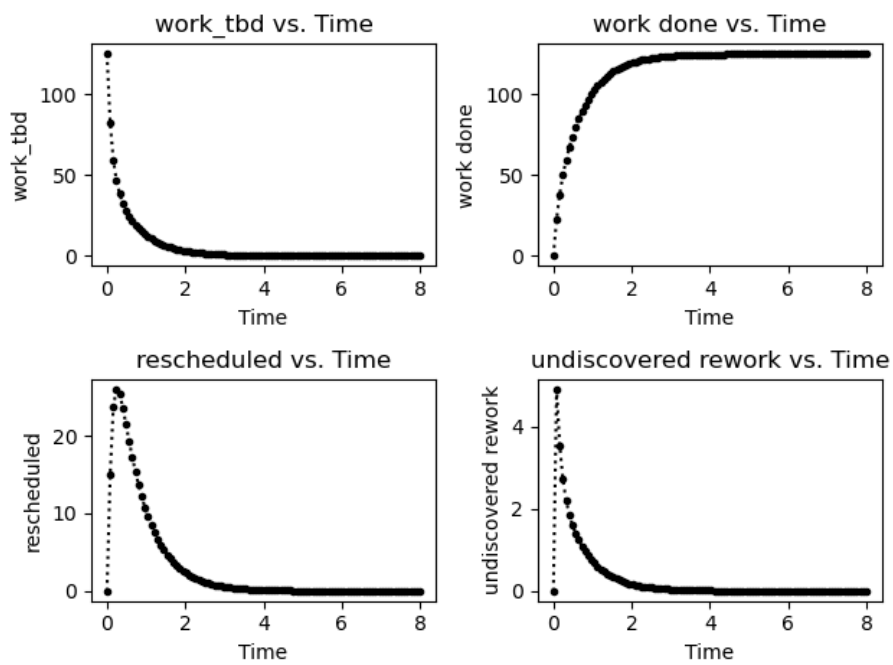 work_tbd vs. Time
work_tbd
100
50
0
0 2 4 6 8
Time
work done vs. Time
work done
100
50
0
0 2 4 6 8
Time
rescheduled vs. Time
rescheduled
20
10
0
0 2 4 6 8
Time
undiscovered rework vs. Time
undiscovered rework
4
2
0
0 2 4 6 8
Time